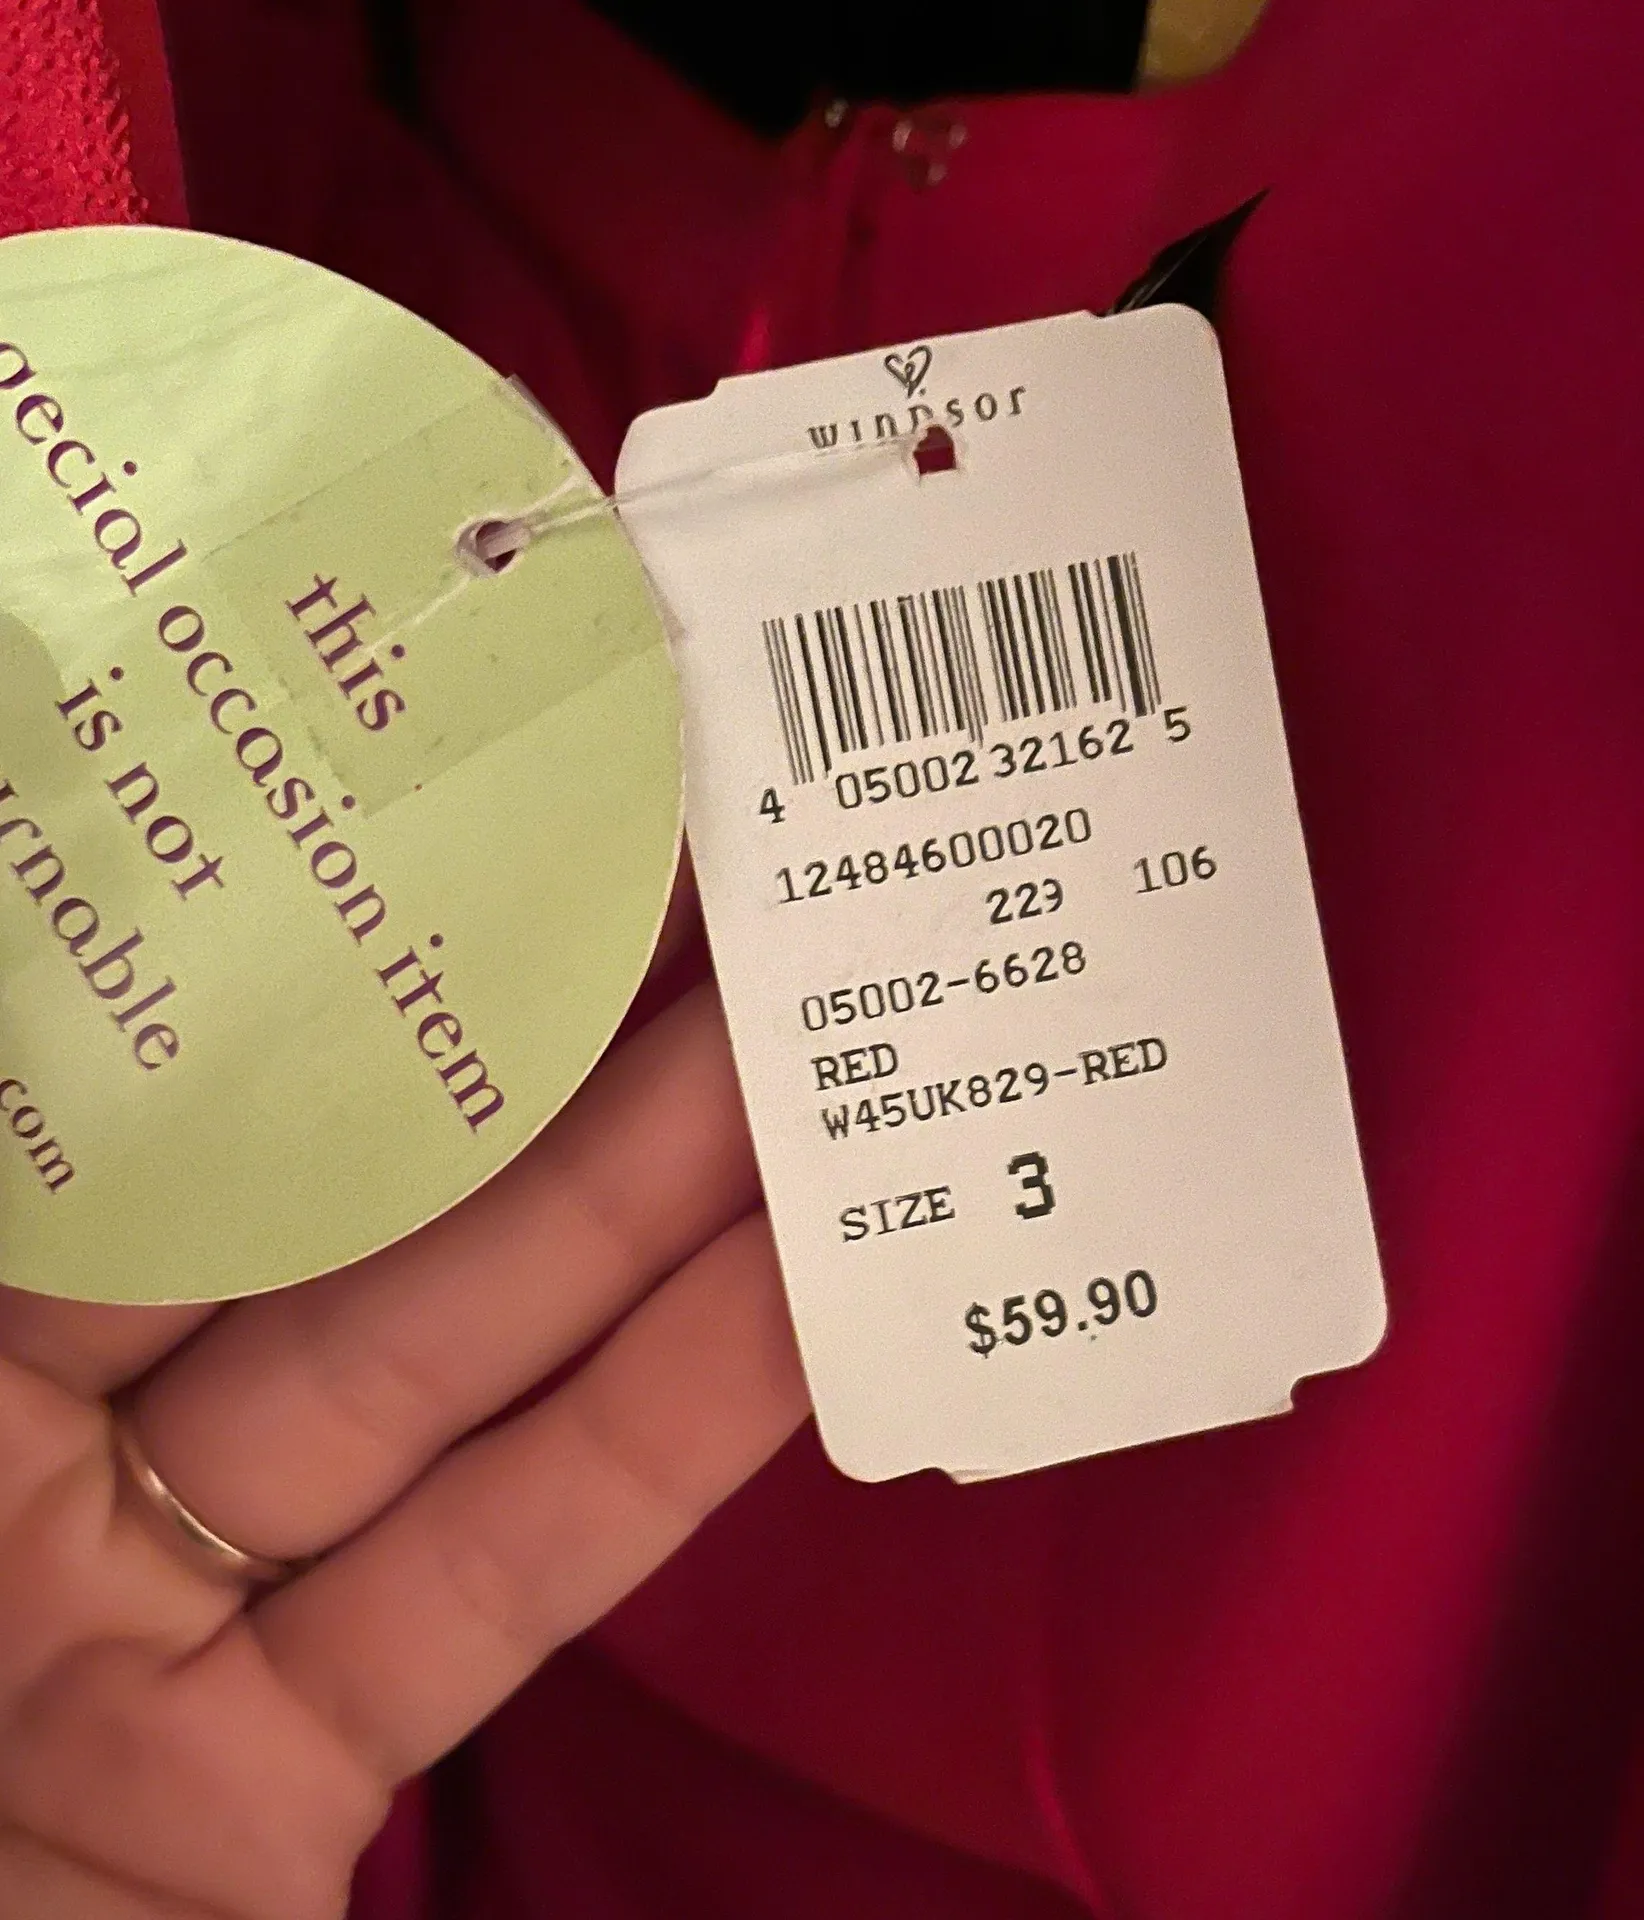 this
special occasion item
is not
urnable
com
windsor
4 05002 32162 5
12484600020
229 106
05002-6628
RED
W45UK829-RED
SIZE 3
$59.90